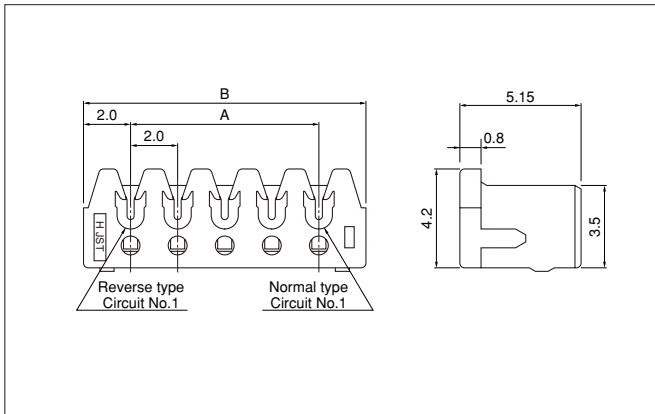 B
5.15
2.0
A
2.0
0.8
4.2
3.5
H JST
Reverse type
Circuit No.1
Normal type
Circuit No.1